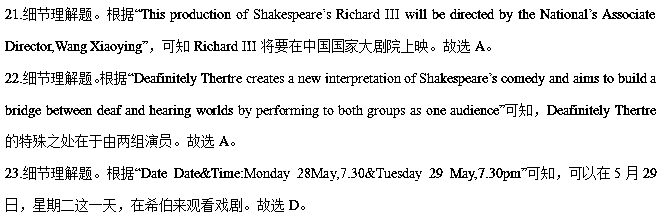 21.细节理解题。根据“This production of Shakespeare’s Richard III will be directed by the National’s Associate
Director,Wang Xiaoying”，可知 Richard III 将要在中国国家大剧院上映。故选 A。
22.细节理解题。根据“Deafinitely Thertre creates a new interpretation of Shakespeare’s comedy and aims to build a
bridge between deaf and hearing worlds by performing to both groups as one audience”可知，Deafinitely Thertre
的特殊之处在于由两组演员。故选 A。
23.细节理解题。根据“Date Date&Time:Monday 28May,7.30&Tuesday 29 May,7.30pm”可知，可以在 5 月 29
日，星期二这一天，在希伯来观看戏剧。故选 D。